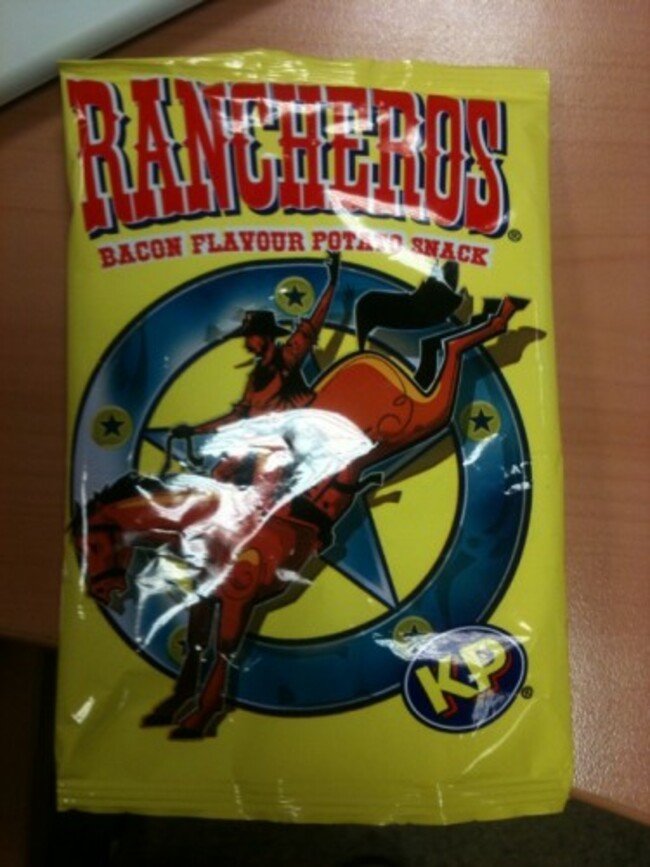 RANCHEROS®
BACON FLAVOUR POTATO SNACK
KP®